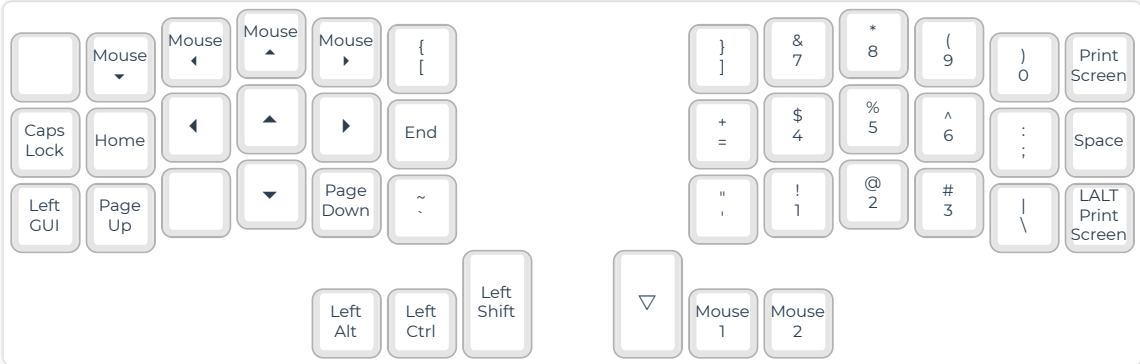 Mouse
Mouse
Mouse
Mouse
{
[
}
]
&
7
*
8
(
9
)
0
Print
Screen
Caps
Lock
Home
End
+
=
$
4
%
5
^
6
:
;
Space
Left
GUI
Page
Up
Page
Down
~
`
"
'
!
1
@
2
#
3
|
\
LALT
Print
Screen
Left
Alt
Left
Ctrl
Left
Shift
Mouse
1
Mouse
2